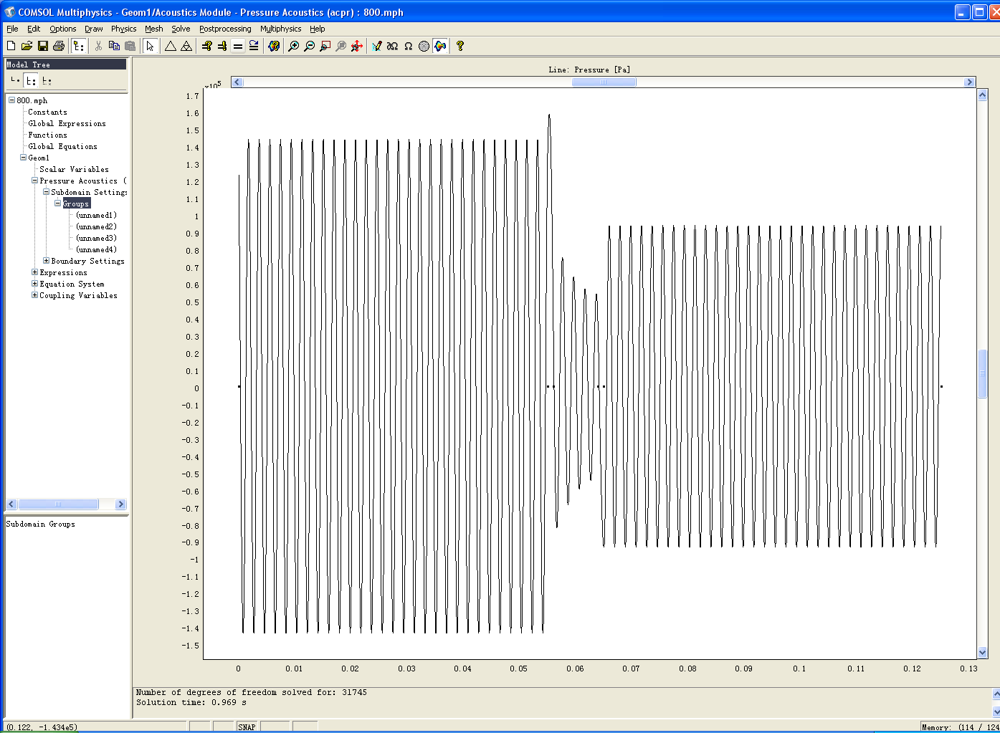 COMSOL Multiphysics - Geom1/Acoustics Module - Pressure Acoustics (acpr) : 800.mph
File Edit Options Draw Physics Mesh Solve Postprocessing Multiphysics Help
Model Tree
800.mph
Constants
Global Expressions
Functions
Global Equations
Geom1
Scalar Variables
Pressure Acoustics (
Subdomain Settings
Groups
(unnamed1)
(unnamed2)
(unnamed3)
(unnamed4)
Boundary Settings
Expressions
Equation System
Coupling Variables
Subdomain Groups
Line: Pressure [Pa]
×10⁵
1.7
1.6
1.5
1.4
1.3
1.2
1.1
1
0.9
0.8
0.7
0.6
0.5
0.4
0.3
0.2
0.1
0
-0.1
-0.2
-0.3
-0.4
-0.5
-0.6
-0.7
-0.8
-0.9
-1
-1.1
-1.2
-1.3
-1.4
-1.5
0 0.01 0.02 0.03 0.04 0.05 0.06 0.07 0.08 0.09 0.1 0.11 0.12 0.13
Number of degrees of freedom solved for: 31745
Solution time: 0.969 s
(0.122, -1.434e5) SNAP Memory: (114 / 124